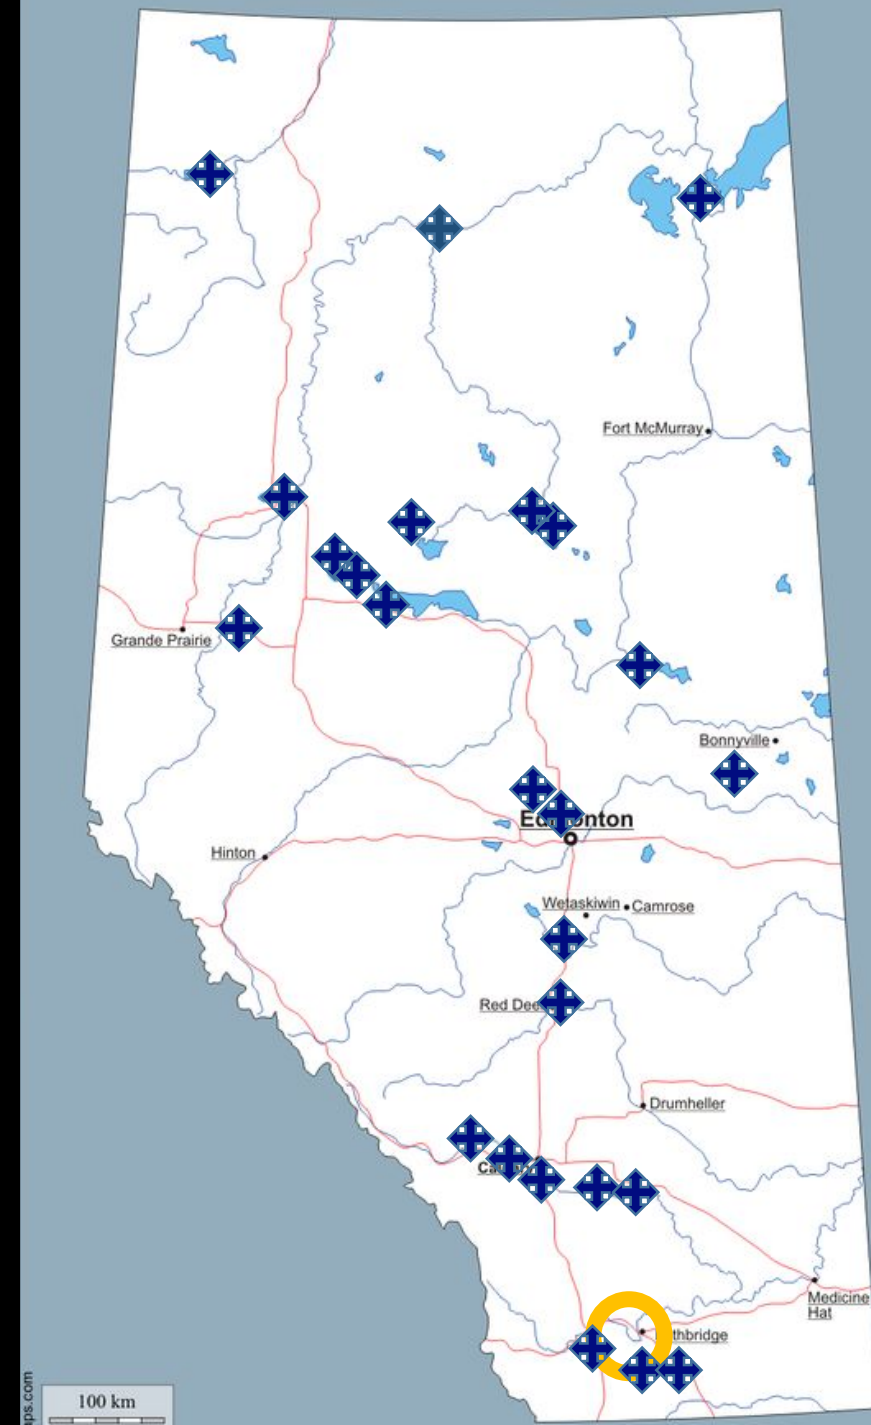 Fort McMurray
Grande Prairie
Bonnyville
Hinton
Wetaskiwin
Camrose
Drumheller
Medicine
Hat
100 km